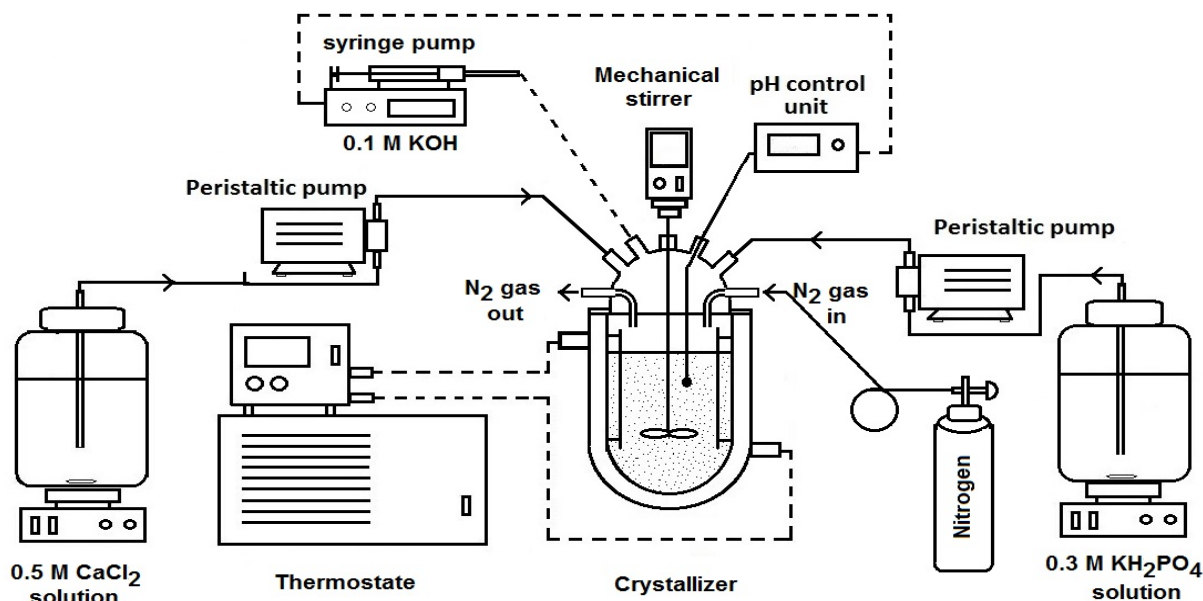 syringe pump
0.1 M KOH
Mechanical
stirrer
pH control
unit
Peristaltic pump
Peristaltic pump
N2 gas
out
N2 gas
in
Nitrogen
0.5 M CaCl2
solution
Thermostate
Crystallizer
0.3 M KH2PO4
solution